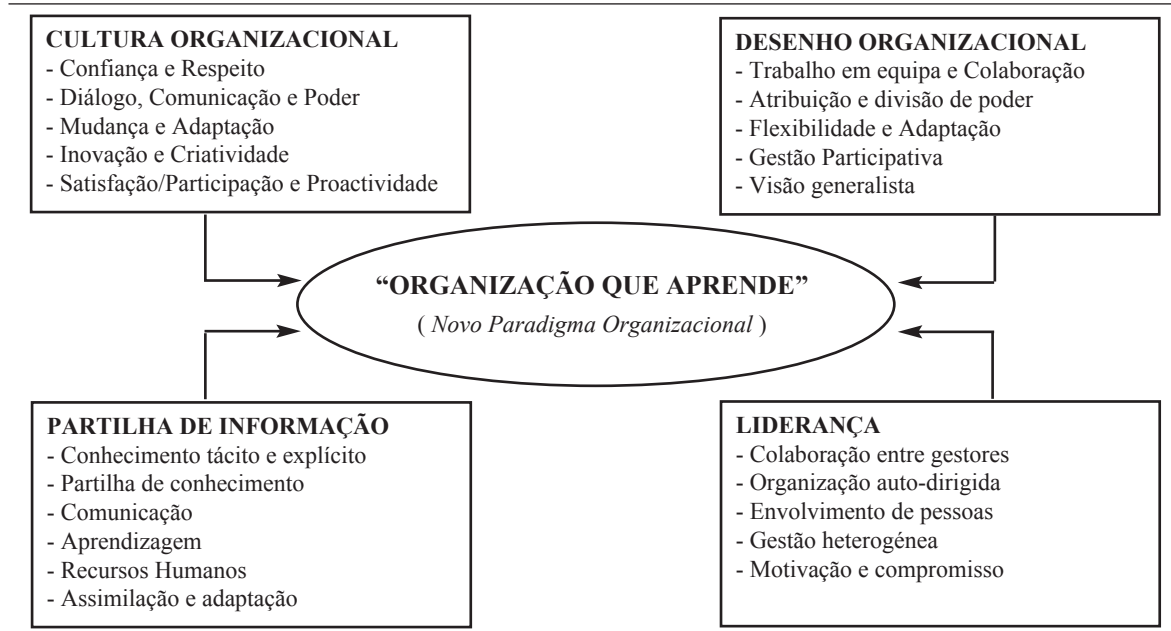 CULTURA ORGANIZACIONAL
- Confiança e Respeito
- Diálogo, Comunicação e Poder
- Mudança e Adaptação
- Inovação e Criatividade
- Satisfação/Participação e Proactividade
DESENHO ORGANIZACIONAL
- Trabalho em equipa e Colaboração
- Atribuição e divisão de poder
- Flexibilidade e Adaptação
- Gestão Participativa
- Visão generalista
“ORGANIZAÇÃO QUE APRENDE”
( Novo Paradigma Organizacional )
PARTILHA DE INFORMAÇÃO
- Conhecimento tácito e explícito
- Partilha de conhecimento
- Comunicação
- Aprendizagem
- Recursos Humanos
- Assimilação e adaptação
LIDERANÇA
- Colaboração entre gestores
- Organização auto-dirigida
- Envolvimento de pessoas
- Gestão heterogénea
- Motivação e compromisso